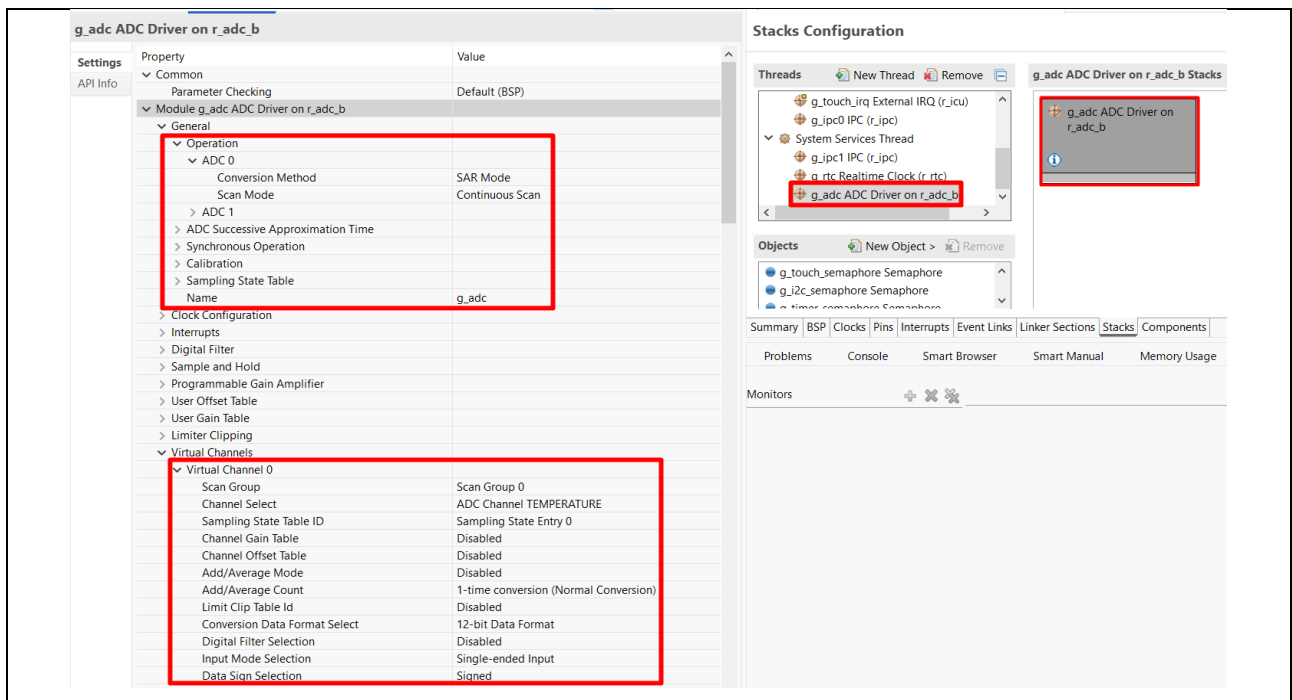 g_adc ADC Driver on r_adc_b
Settings
API Info
Property Value
Common
Parameter Checking Default (BSP)
Module g_adc ADC Driver on r_adc_b
General
Operation
ADC 0
Conversion Method SAR Mode
Scan Mode Continuous Scan
ADC 1
ADC Successive Approximation Time
Synchronous Operation
Calibration
Sampling State Table
Name g_adc
Clock Configuration
Interrupts
Digital Filter
Sample and Hold
Programmable Gain Amplifier
User Offset Table
User Gain Table
Limiter Clipping
Virtual Channels
Virtual Channel 0
Scan Group Scan Group 0
Channel Select ADC Channel TEMPERATURE
Sampling State Table ID Sampling State Entry 0
Channel Gain Table Disabled
Channel Offset Table Disabled
Add/Average Mode Disabled
Add/Average Count 1-time conversion (Normal Conversion)
Limit Clip Table Id Disabled
Conversion Data Format Select 12-bit Data Format
Digital Filter Selection Disabled
Input Mode Selection Single-ended Input
Data Sign Selection Signed
Stacks Configuration
Threads New Thread Remove
g_touch_irq External IRQ (r_icu)
g_ipc0 IPC (r_ipc)
System Services Thread
g_ipc1 IPC (r_ipc)
g_rtc Realtime Clock (r_rtc)
g_adc ADC Driver on r_adc_b
Objects New Object > Remove
g_touch_semaphore Semaphore
g_i2c_semaphore Semaphore
g_timer_semaphore Semaphore
g_adc ADC Driver on r_adc_b Stacks
g_adc ADC Driver on
r_adc_b
Summary BSP Clocks Pins Interrupts Event Links Linker Sections Stacks Components
Problems Console Smart Browser Smart Manual Memory Usage
Monitors